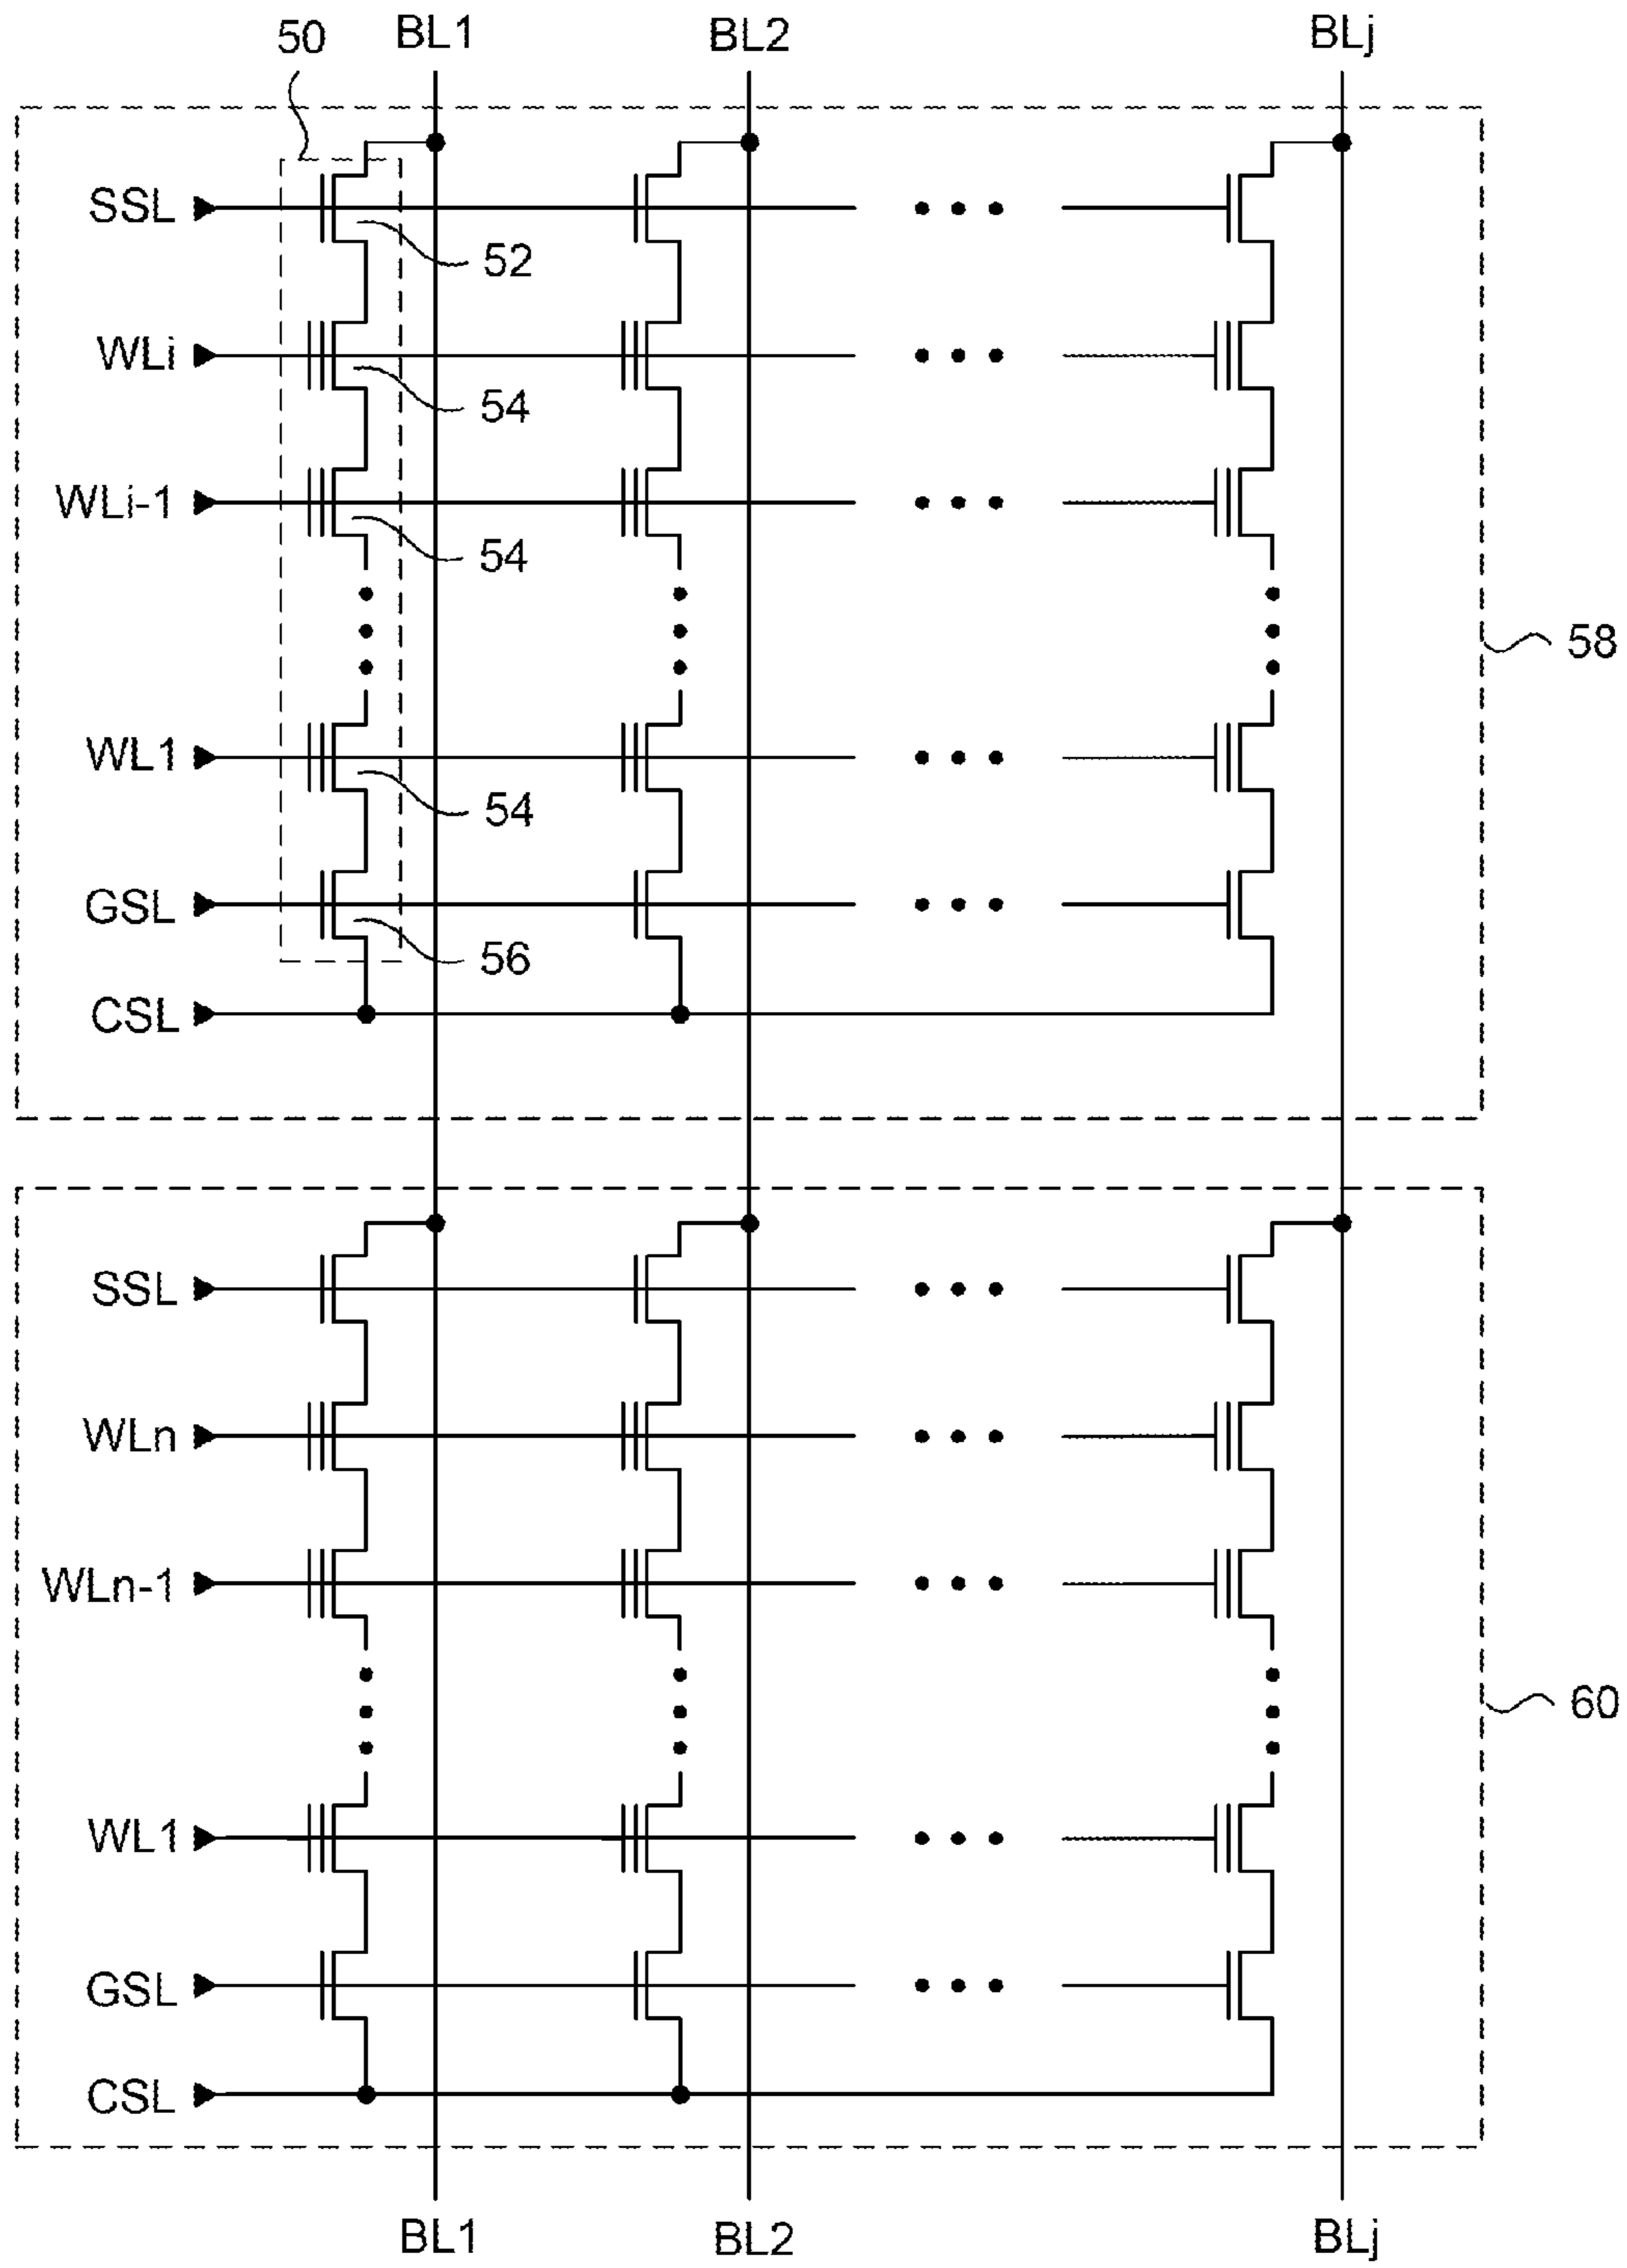 50 BL1 BL2 BLj
SSL
52
WLi
54
WLi-1
54
58
WL1
54
GSL
56
CSL
SSL
WLn
WLn-1
60
WL1
GSL
CSL
BL1 BL2 BLj